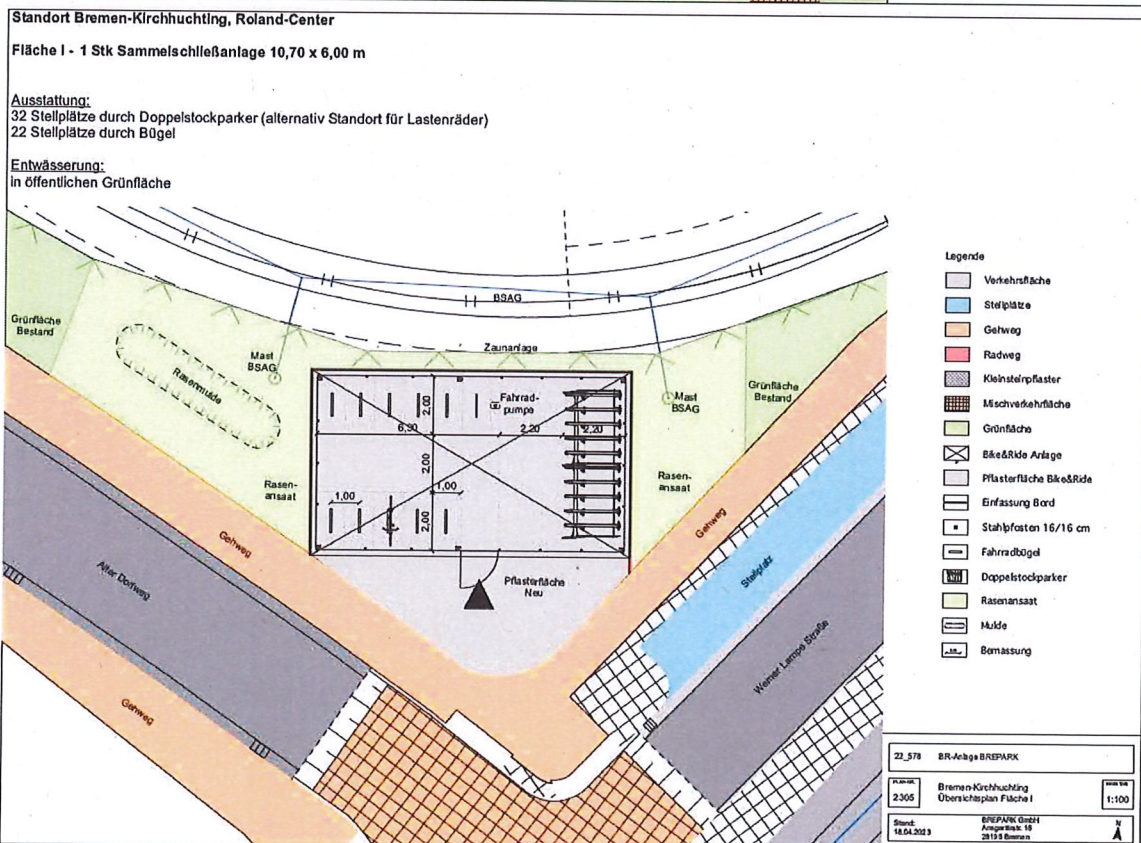 Standort Bremen-Kirchhuchting, Roland-Center
Fläche I - 1 Stk Sammelschließanlage 10,70 x 6,00 m
Ausstattung:
32 Stellplätze durch Doppelstockparker (alternativ Standort für Lastenräder)
22 Stellplätze durch Bügel
Entwässerung:
in öffentlichen Grünfläche
BSAG
Zaunanlage
Grünfläche
Bestand
Rasenmulde
Mast
BSAG
Fahrrad-
pumpe
2,00
6,30
2,20
2,20
2,00
1,00
1,00
2,00
Mast
BSAG
Grünfläche
Bestand
Rasen-
ansaat
Rasen-
ansaat
Gehweg
Gehweg
Alter Dorfweg
Pflasterfläche
Neu
Stellplatz
Werner Lampe Straße
Gehweg
Legende
Verkehrsfläche
Stellplätze
Gehweg
Radweg
Kleinsteinpflaster
Mischverkehrfläche
Grünfläche
Bike&Ride Anlage
Pflasterfläche Bike&Ride
Einfassung Bord
Stahlpfosten 16/16 cm
Fahrradbügel
Doppelstockparker
Rasenansaat
Mulde
Bemassung
22_578 BR-Anlage BREPARK
2305
Bremen-Kirchhuchting
Übersichtsplan Fläche I
1:100
Stand:
18.04.2023
BREPARK GmbH
28195 Bremen
N